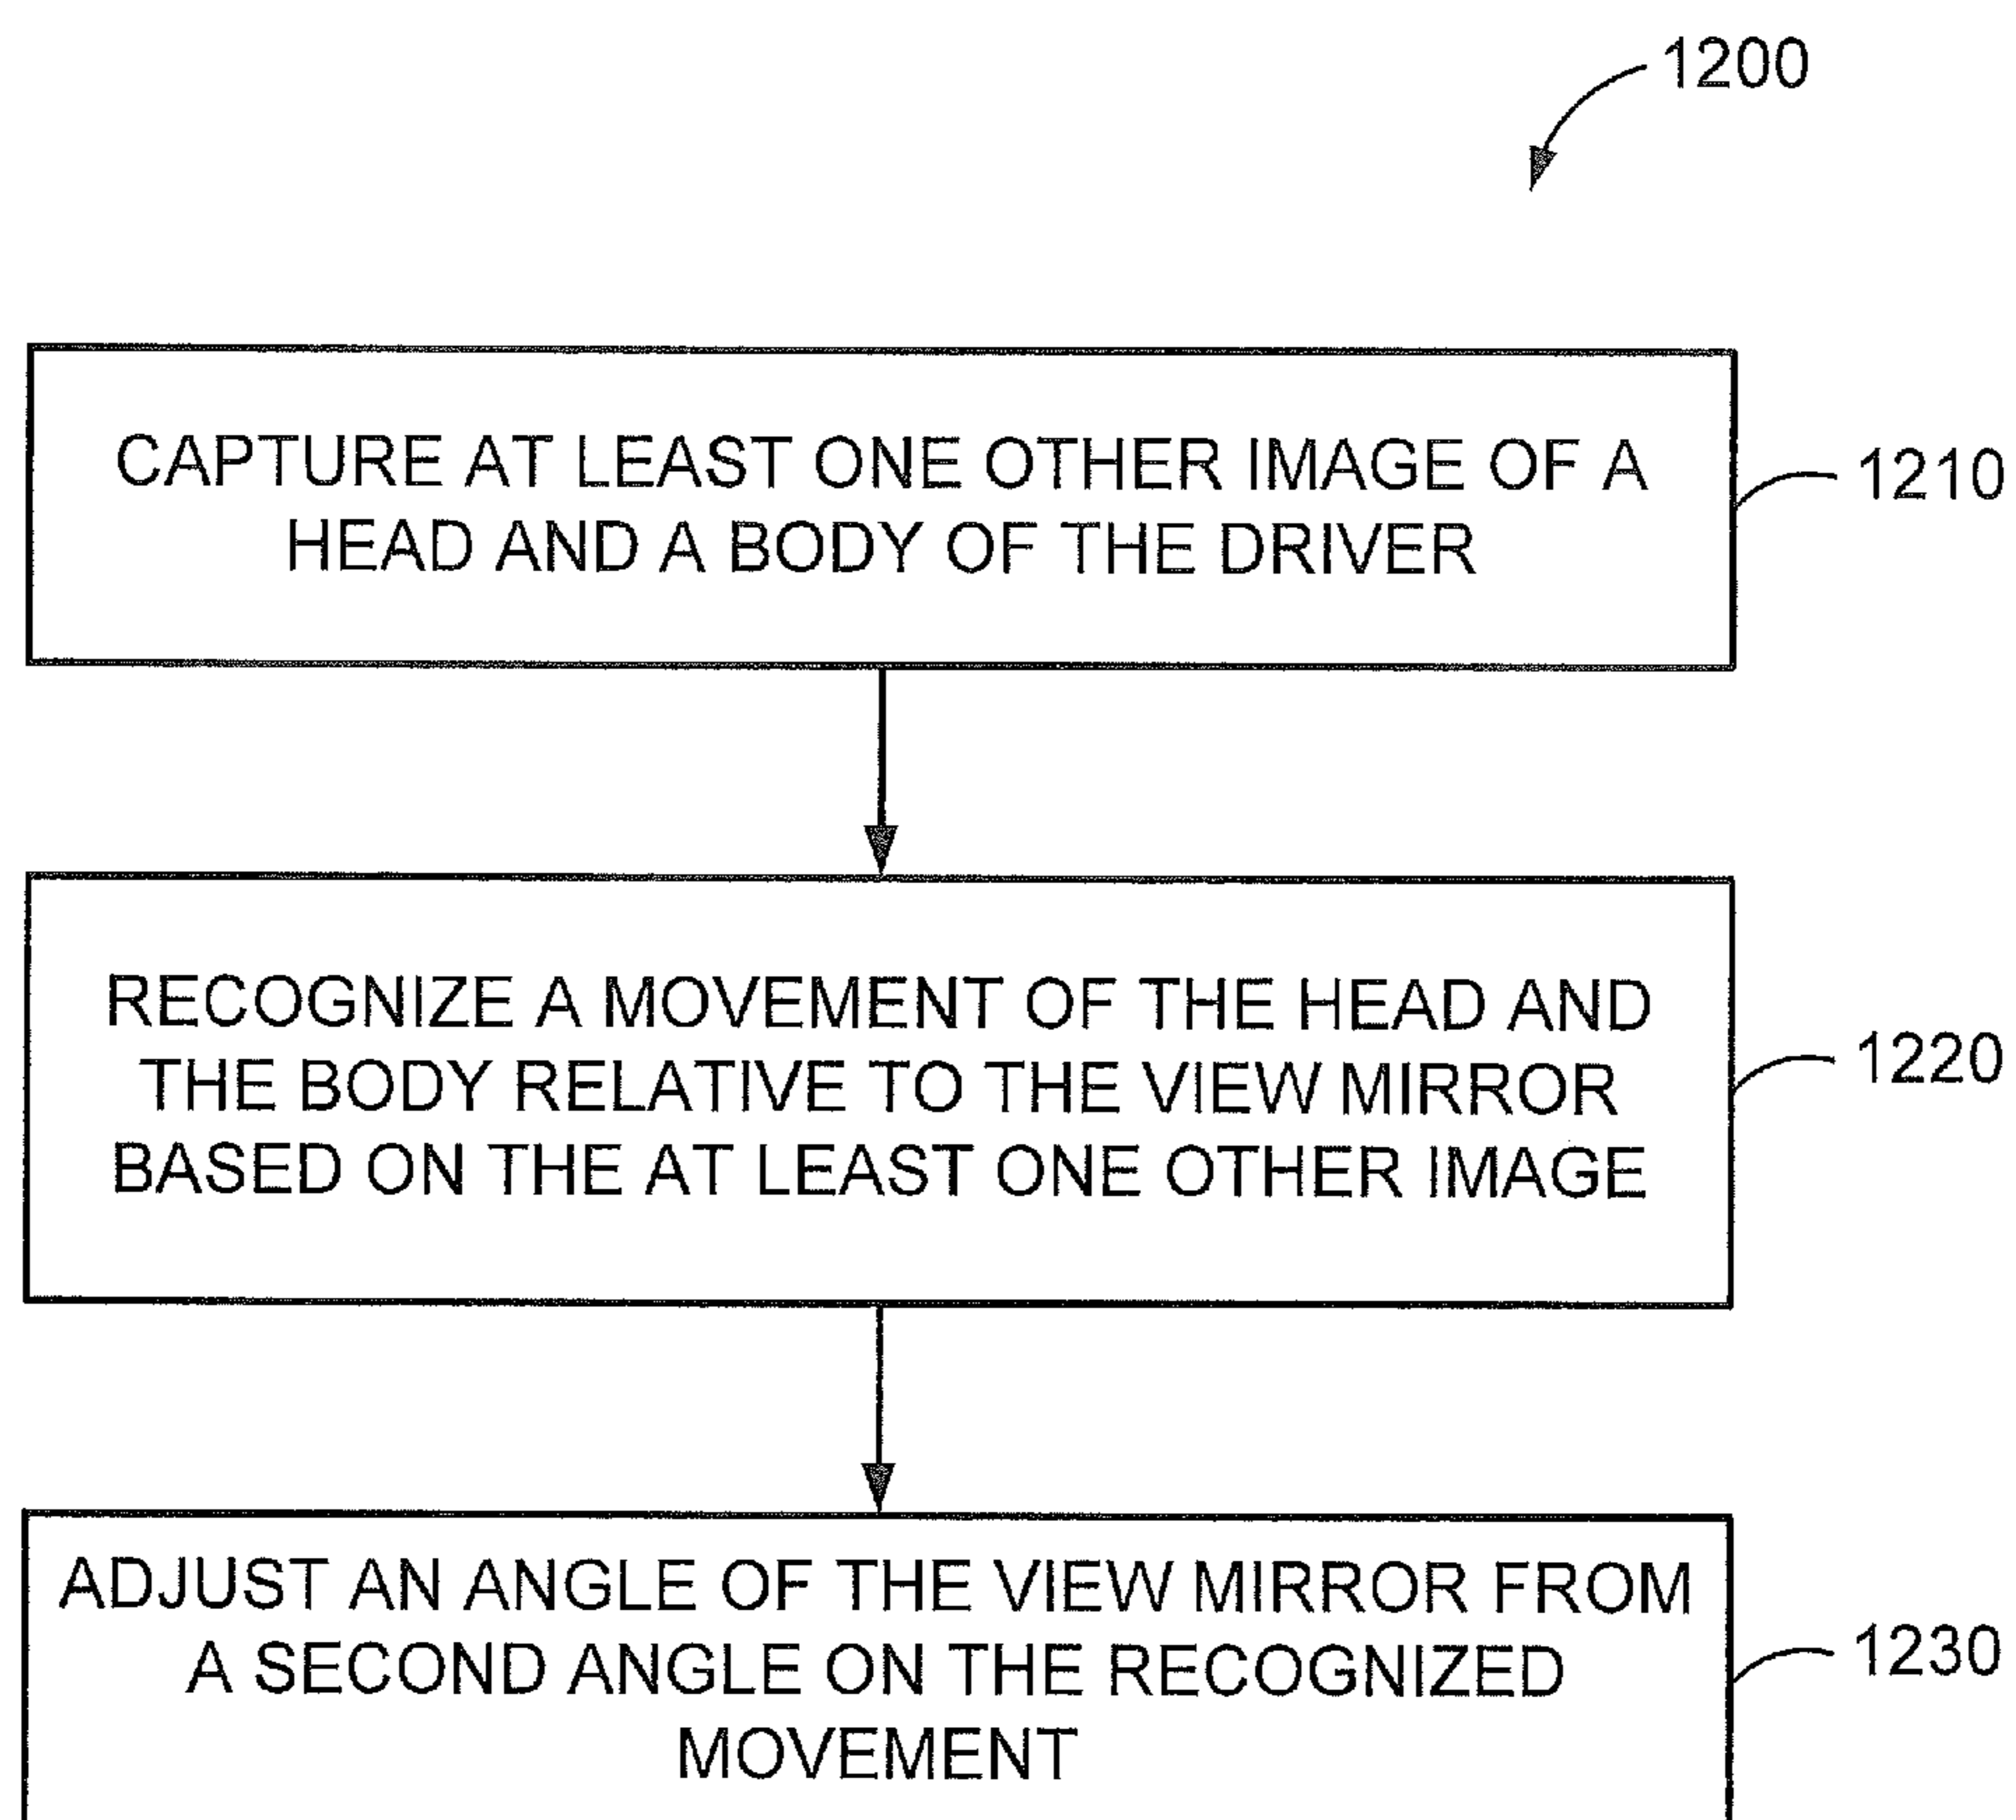 1200
CAPTURE AT LEAST ONE OTHER IMAGE OF A
HEAD AND A BODY OF THE DRIVER
1210
RECOGNIZE A MOVEMENT OF THE HEAD AND
THE BODY RELATIVE TO THE VIEW MIRROR
BASED ON THE AT LEAST ONE OTHER IMAGE
1220
ADJUST AN ANGLE OF THE VIEW MIRROR FROM
A SECOND ANGLE ON THE RECOGNIZED
MOVEMENT
1230